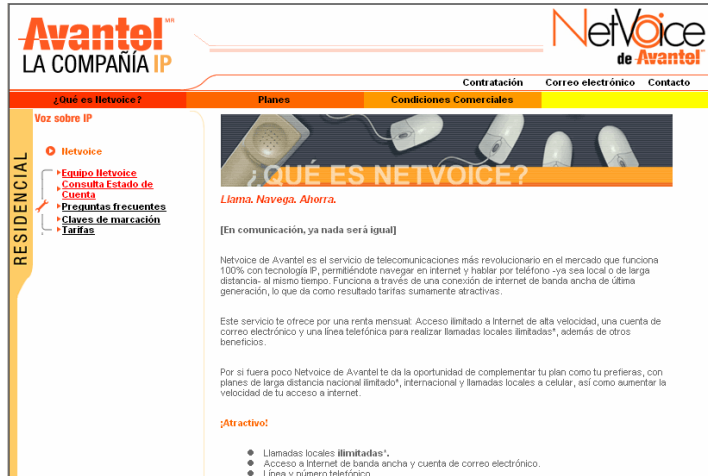 Avantel MR
LA COMPAÑÍA IP
NetVoice
de Avantel
Contratación Correo electrónico Contacto
¿Qué es Netvoice? Planes Condiciones Comerciales
RESIDENCIAL
Voz sobre IP
Netvoice
Equipo Netvoice
Consulta Estado de
Cuenta
Preguntas frecuentes
Claves de marcación
Tarifas
¿QUÉ ES NETVOICE?
Llama. Navega. Ahorra.
[En comunicación, ya nada será igual]
Netvoice de Avantel es el servicio de telecomunicaciones más revolucionario en el mercado que funciona
100% con tecnología IP, permitiéndote navegar en internet y hablar por teléfono -ya sea local o de larga
distancia- al mismo tiempo. Funciona a través de una conexión de internet de banda ancha de última
generación, lo que da como resultado tarifas sumamente atractivas.
Este servicio te ofrece por una renta mensual: Acceso ilimitado a Internet de alta velocidad, una cuenta de
correo electrónico y una línea telefónica para realizar llamadas locales ilimitadas*, además de otros
beneficios.
Por si fuera poco Netvoice de Avantel te da la oportunidad de complementar tu plan como tu prefieras, con
planes de larga distancia nacional ilimitado*, internacional y llamadas locales a celular, así como aumentar la
velocidad de tu acceso a internet.
¡Atractivo!
Llamadas locales ilimitadas*.
Acceso a Internet de banda ancha y cuenta de correo electrónico.
Línea y número telefónico.